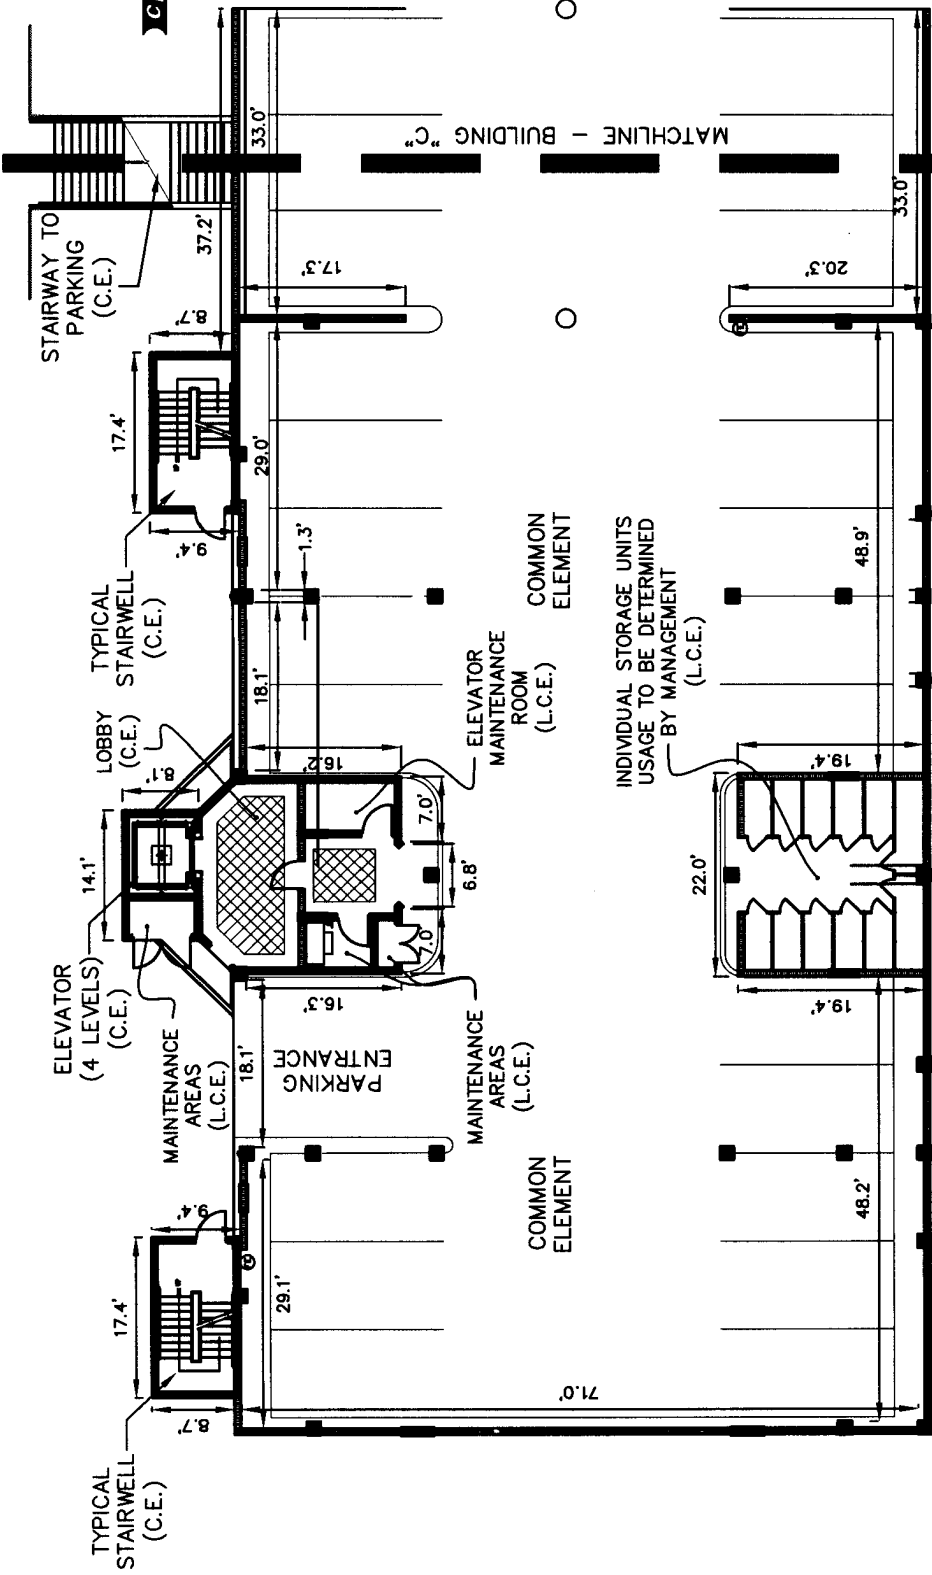 STAIRWAY TO
PARKING
(C.E.)
37.2'
33.0'
MATCHLINE – BUILDING "C"
33.0'
8.7'
17.3'
20.3'
17.4'
29.0'
9.4'
1.3'
TYPICAL
STAIRWELL
(C.E.)
COMMON
ELEMENT
48.9'
INDIVIDUAL STORAGE UNITS
USAGE TO BE DETERMINED
BY MANAGEMENT
(L.C.E.)
LOBBY
(C.E.)
18.1'
ELEVATOR
MAINTENANCE
ROOM
(L.C.E.)
8.1'
16.2'
19.4'
14.1'
7.0'
6.8'
7.0'
22.0'
ELEVATOR
(4 LEVELS)
(C.E.)
16.3'
19.4'
MAINTENANCE
AREAS
(L.C.E.)
18.1'
PARKING
ENTRANCE
MAINTENANCE
AREAS
(L.C.E.)
9.4'
COMMON
ELEMENT
48.2'
17.4'
29.1'
8.7'
71.0'
TYPICAL
STAIRWELL
(C.E.)